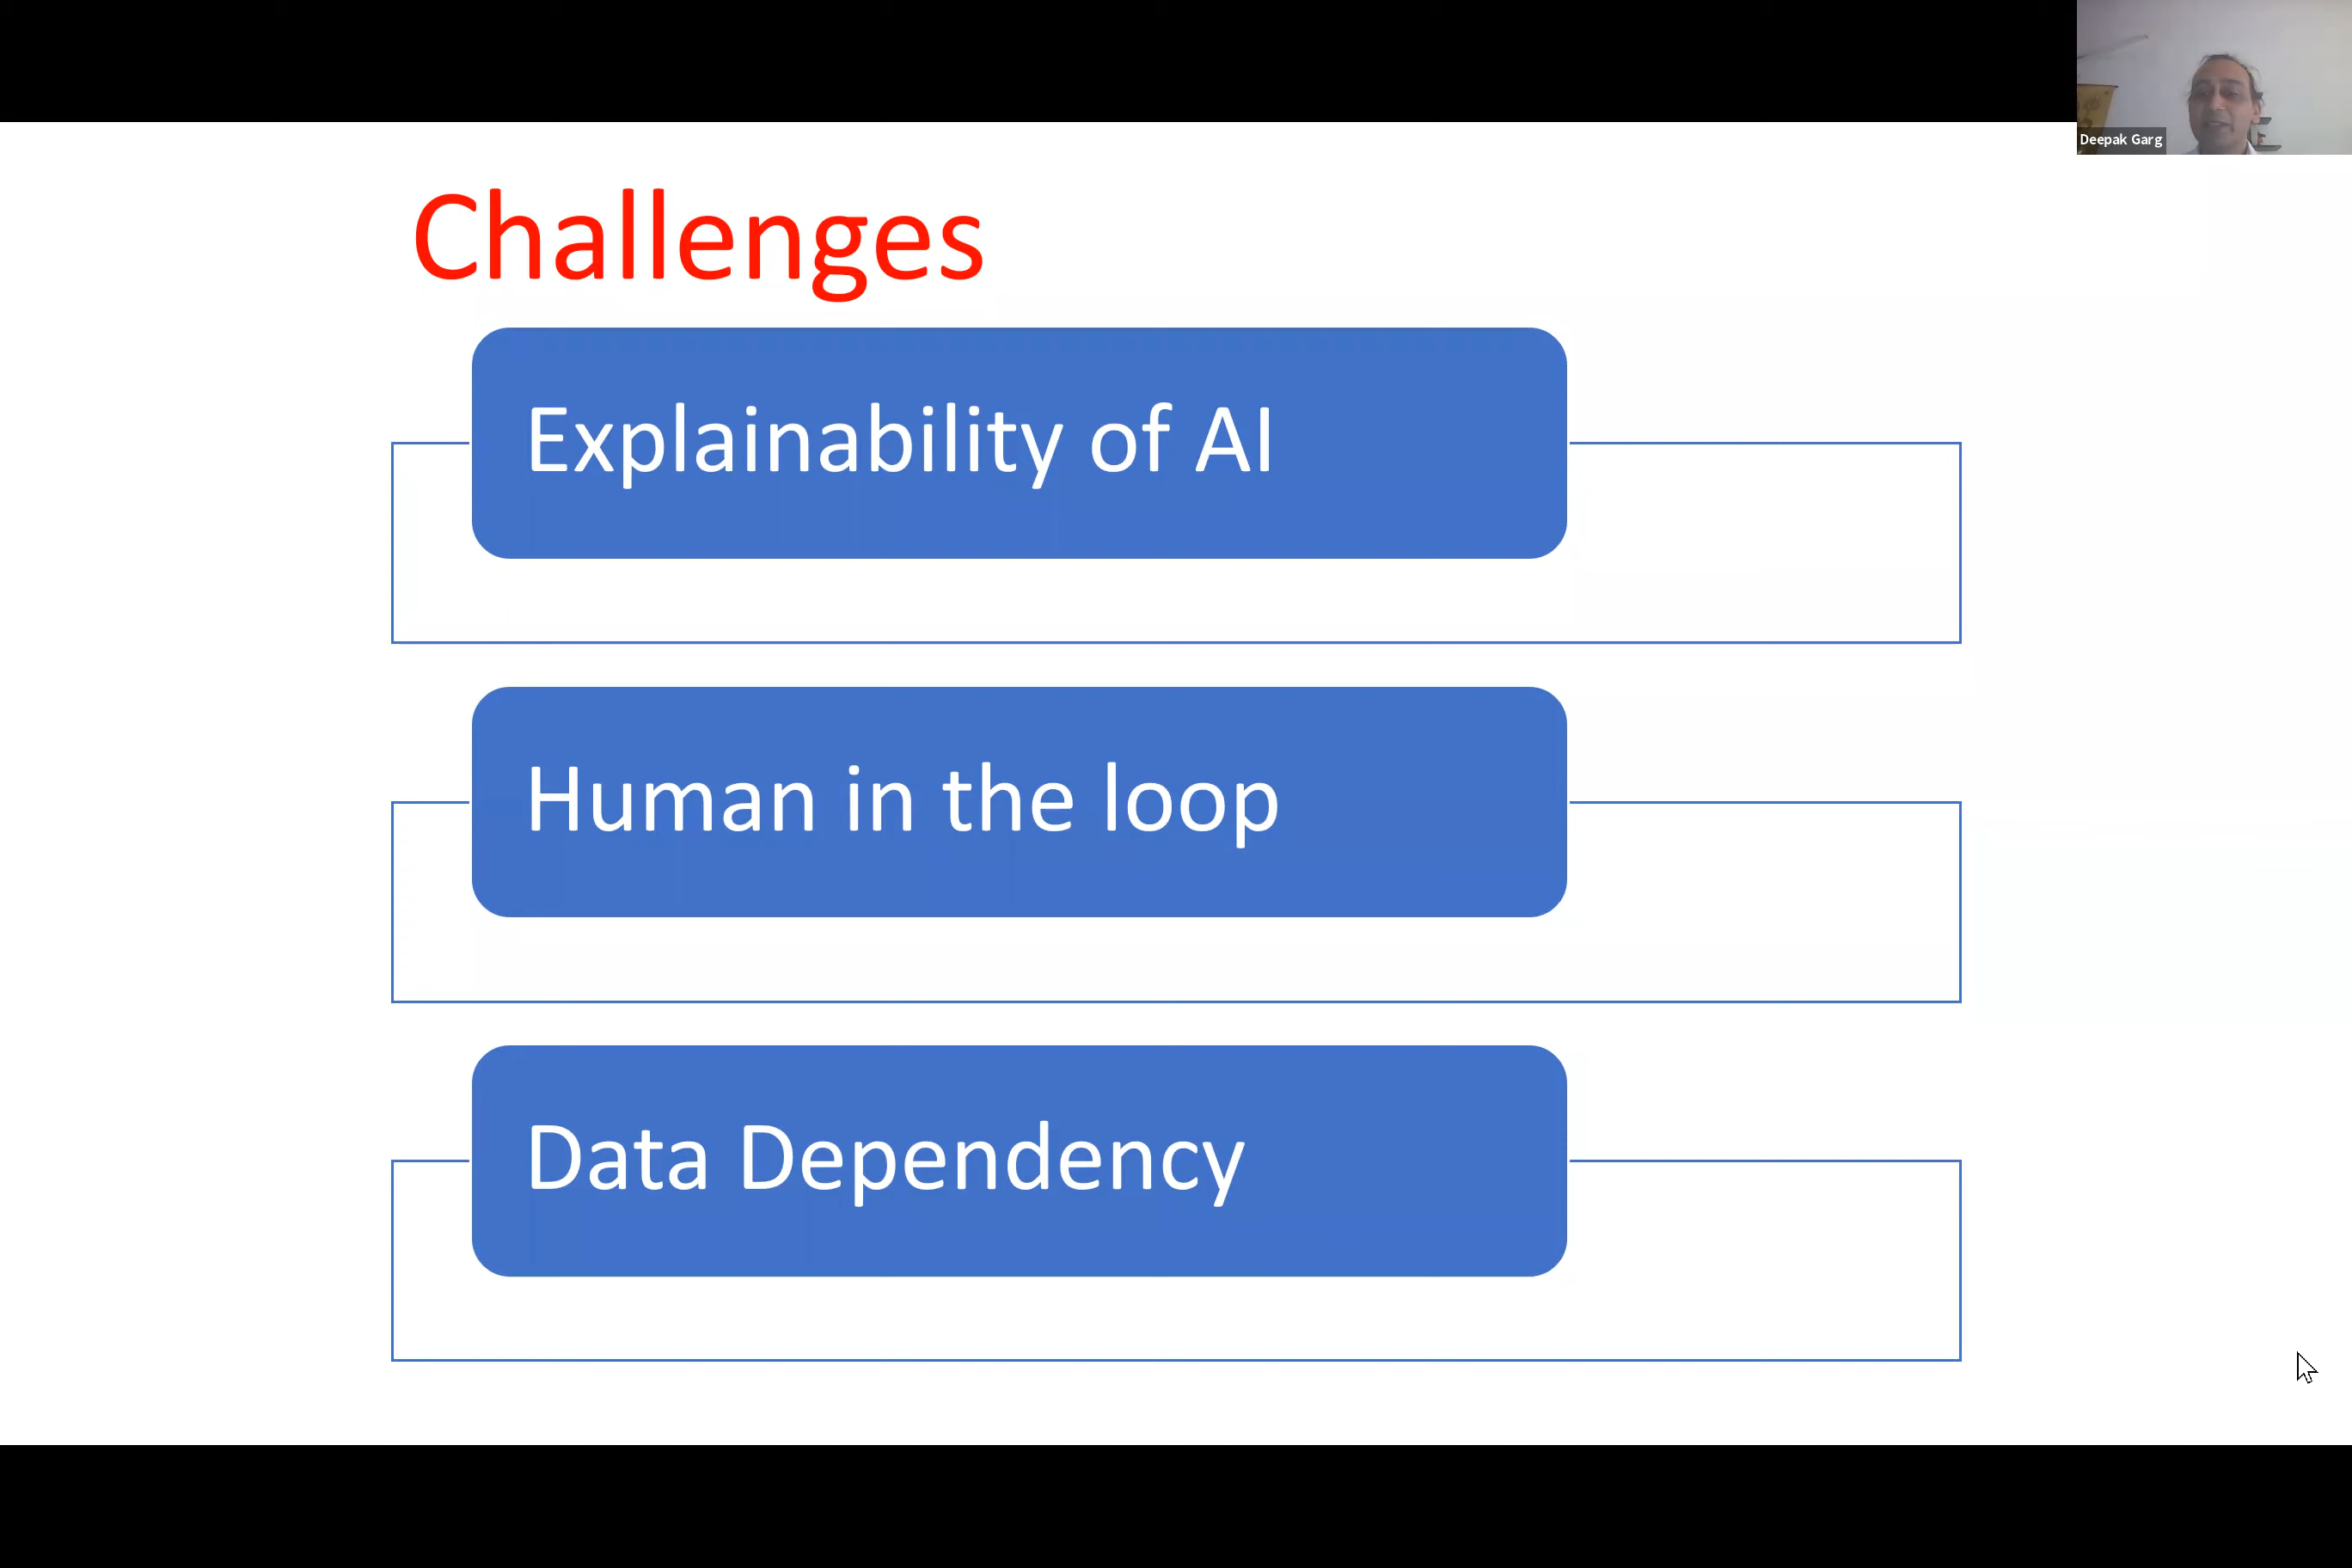 Deepak Garg
Challenges
Explainability of AI
Human in the loop
Data Dependency